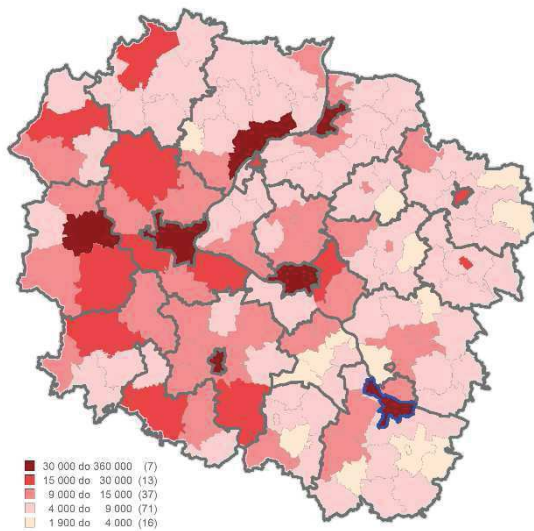 30 000 do 360 000 (7)
15 000 do 30 000 (13)
9 000 do 15 000 (37)
4 000 do 9 000 (71)
1 900 do 4 000 (16)